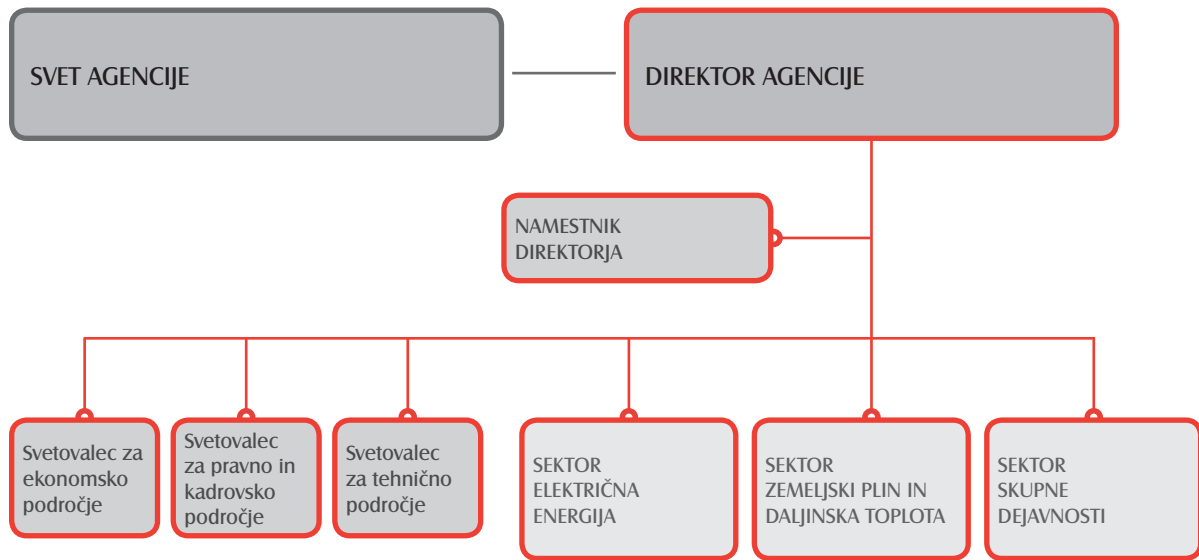 SVET AGENCIJE
DIREKTOR AGENCIJE
NAMESTNIK
DIREKTORJA
Svetovalec za
ekonomsko
področje
Svetovalec
za pravno in
kadrovsko
področje
Svetovalec
za tehnično
področje
SEKTOR
ELEKTRIČNA
ENERGIJA
SEKTOR
ZEMELJSKI PLIN IN
DALJINSKA TOPLOTA
SEKTOR
SKUPNE
DEJAVNOSTI